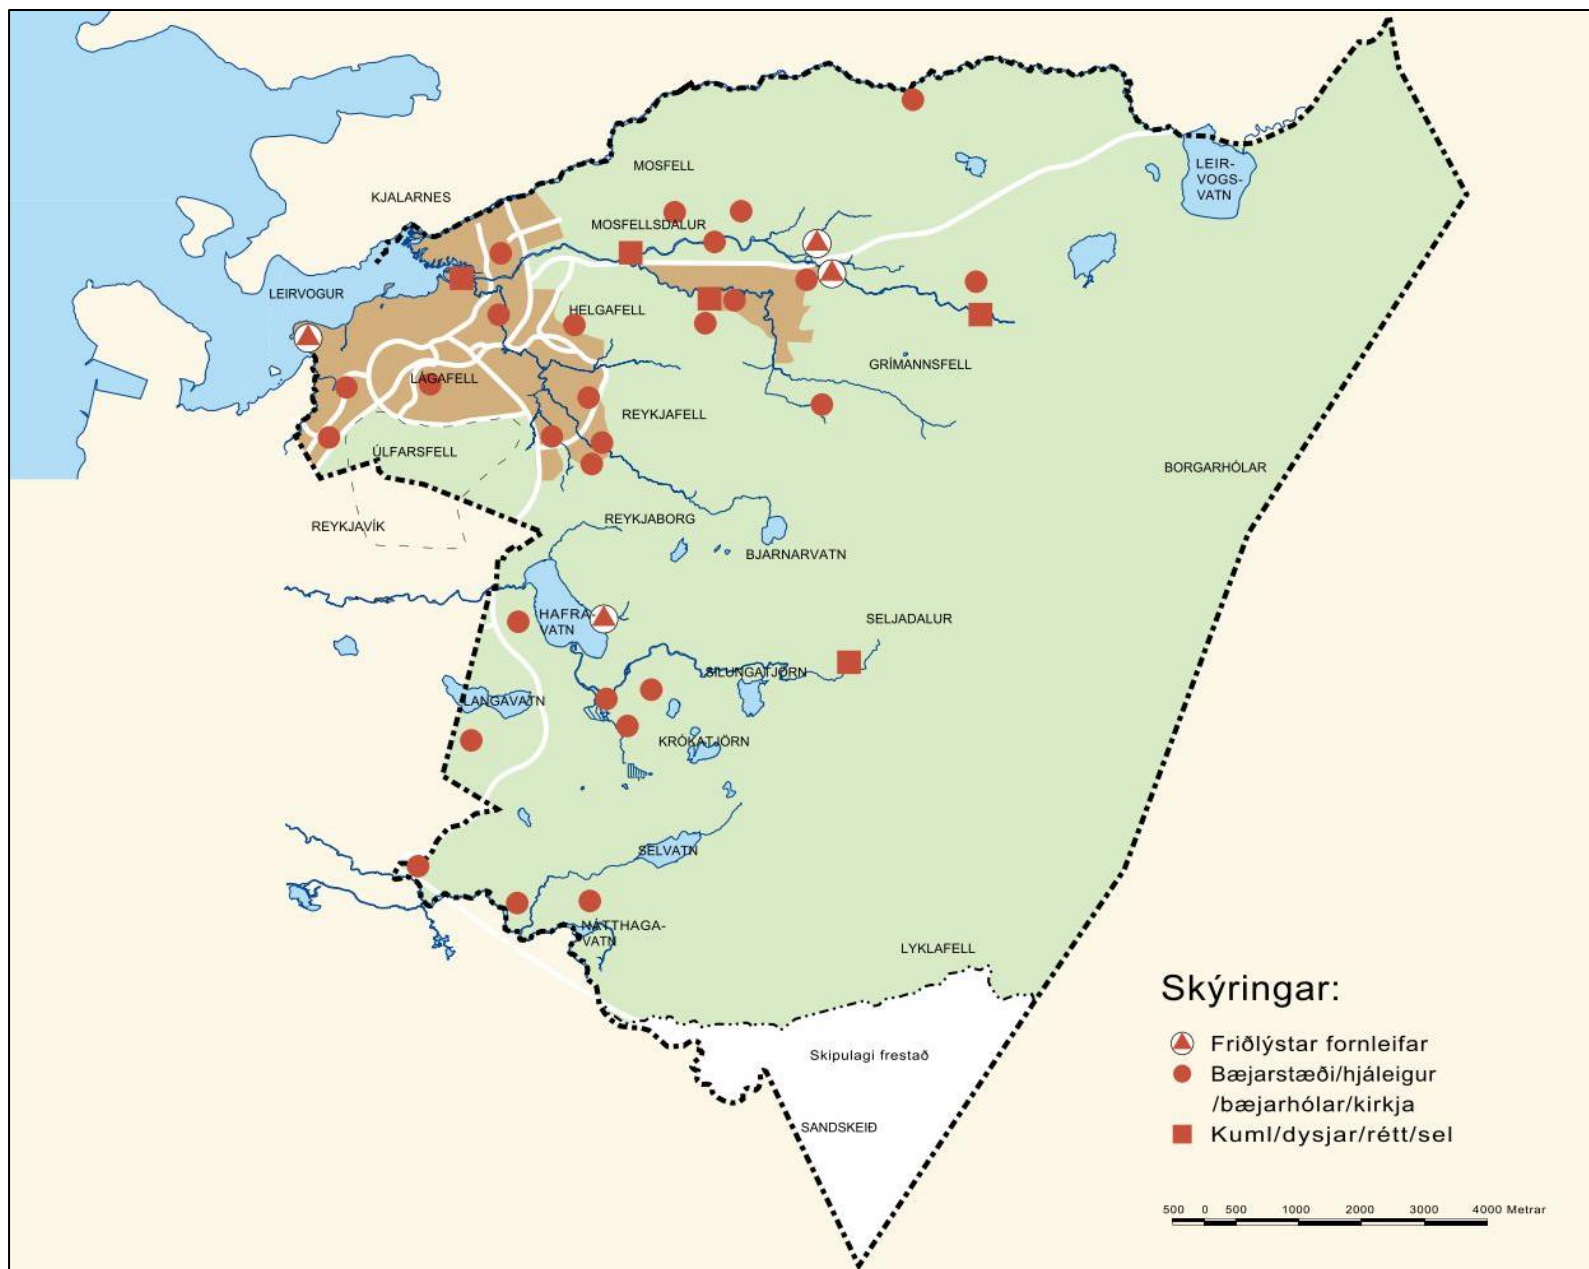 MOSFELL
LEIR-
VOGS-
VATN
KJALARNES
MOSFELLSDALUR
LEIRVOGUR
HELGAFELL
GRÍMANNSFELL
LÁGAFELL
REYKJAFELL
ÚLFARSFELL
BORGARHÓLAR
REYKJAVÍK
REYKJABORG
BJARNARVATN
HAFRA-
VATN
SELJADALUR
SILUNGATJÖRN
LANGAVATN
KRÓKATJÖRN
SELVATN
NÁTTHAGA-
VATN
LYKLAFELL
Skipulagi frestað
SANDSKEIÐ
Skýringar:
Friðlýstar fornleifar
Bæjarstæði/hjáleigur
/bæjarhólar/kirkja
Kuml/dysjar/rétt/sel
500 0 500 1000 2000 3000 4000 Metrar